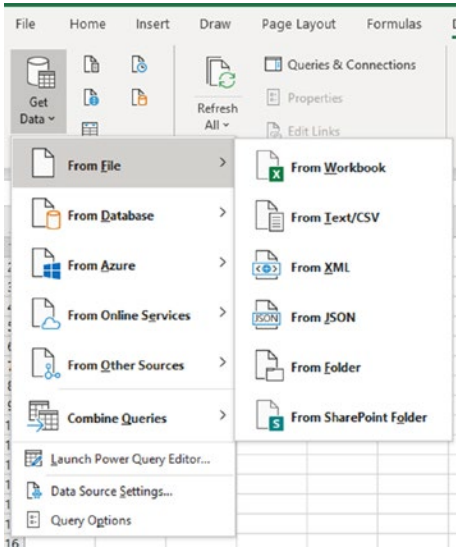 File Home Insert Draw Page Layout Formulas
Get
Data
Refresh
All
Queries & Connections
Properties
Edit Links
From File
From Database
From Azure
From Online Services
From Other Sources
Combine Queries
Launch Power Query Editor...
Data Source Settings...
Query Options
From Workbook
From Text/CSV
From XML
JSON
From JSON
From Folder
From SharePoint Folder
16